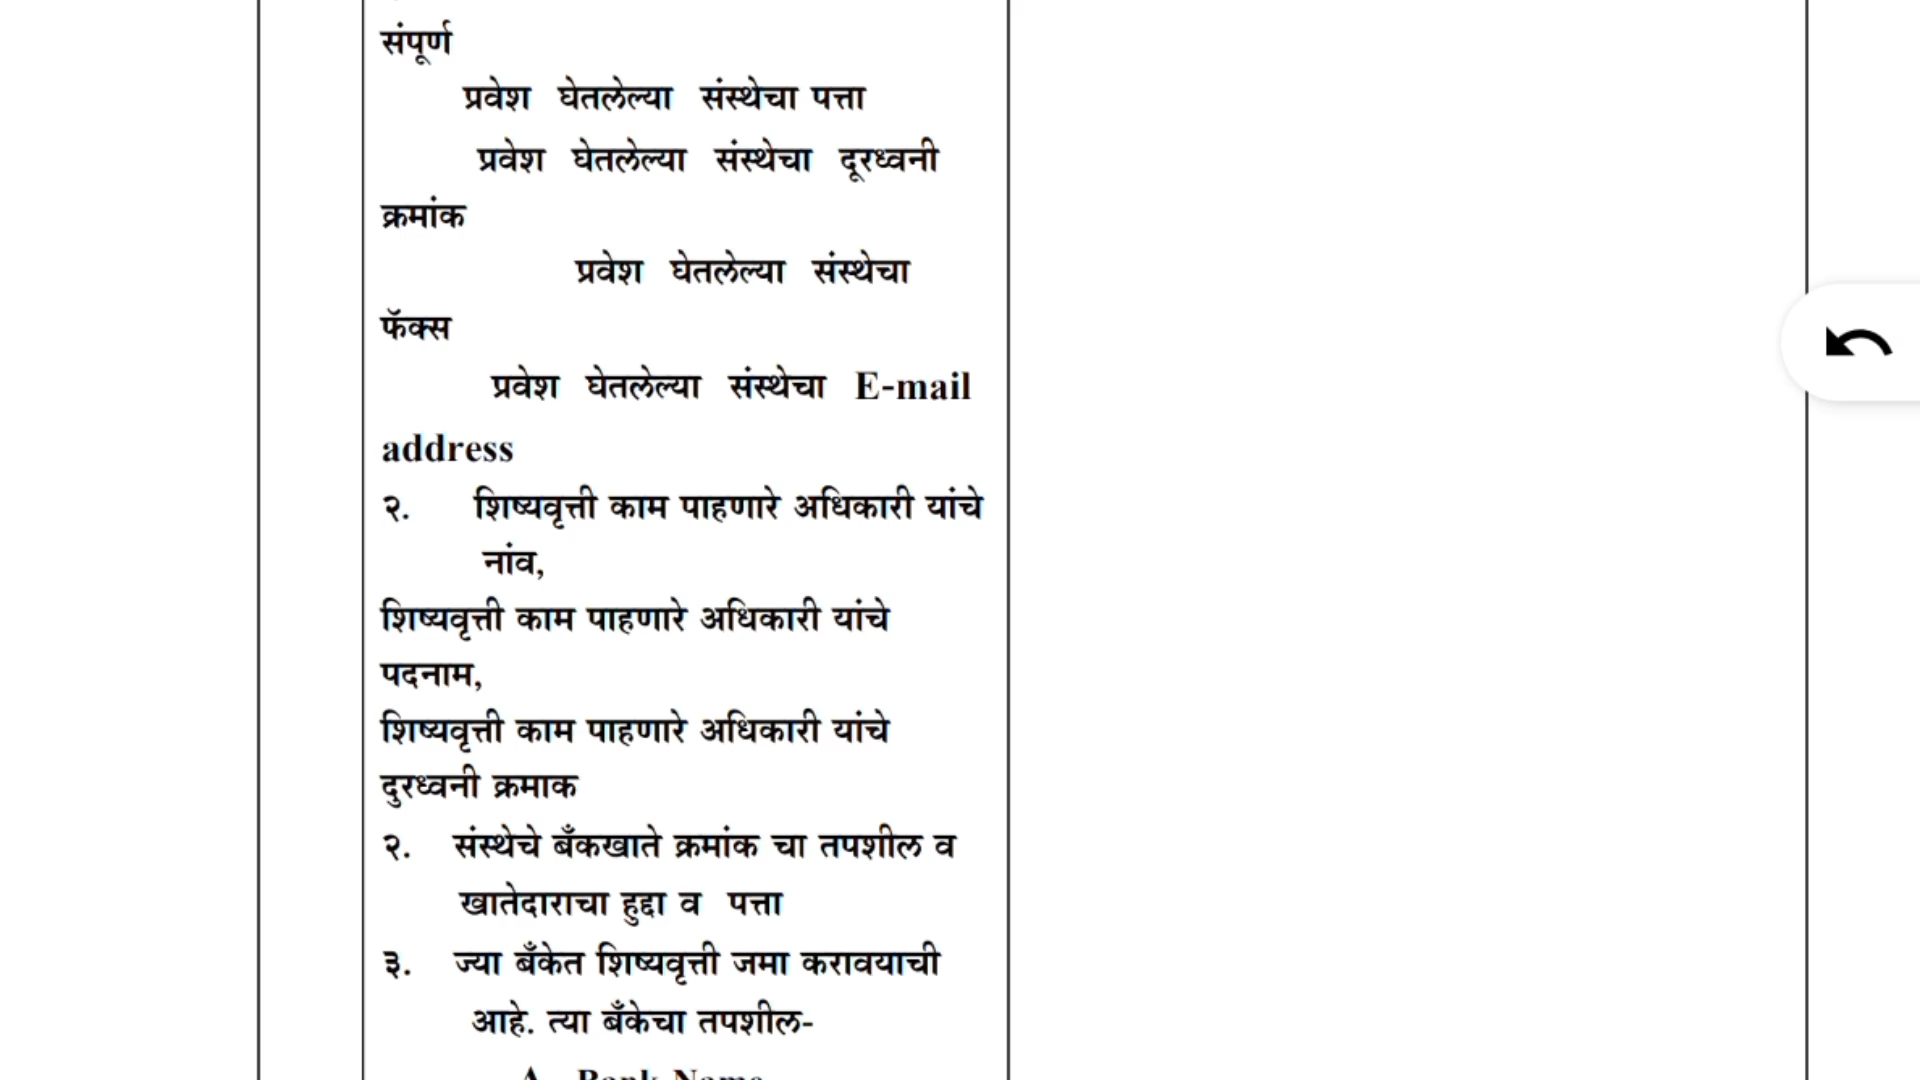 संपूर्ण
प्रवेश घेतलेल्या संस्थेचा पत्ता
प्रवेश घेतलेल्या संस्थेचा दूरध्वनी
क्रमांक
प्रवेश घेतलेल्या संस्थेचा
फॅक्स
प्रवेश घेतलेल्या संस्थेचा E-mail
address
२. शिष्यवृत्ती काम पाहणारे अधिकारी यांचे
नांव,
शिष्यवृत्ती काम पाहणारे अधिकारी यांचे
पदनाम,
शिष्यवृत्ती काम पाहणारे अधिकारी यांचे
दुरध्वनी क्रमाक
२. संस्थेचे बँकखाते क्रमांक चा तपशील व
खातेदाराचा हुद्दा व पत्ता
३. ज्या बँकेत शिष्यवृत्ती जमा करावयाची
आहे. त्या बँकेचा तपशील-
A Bank Name